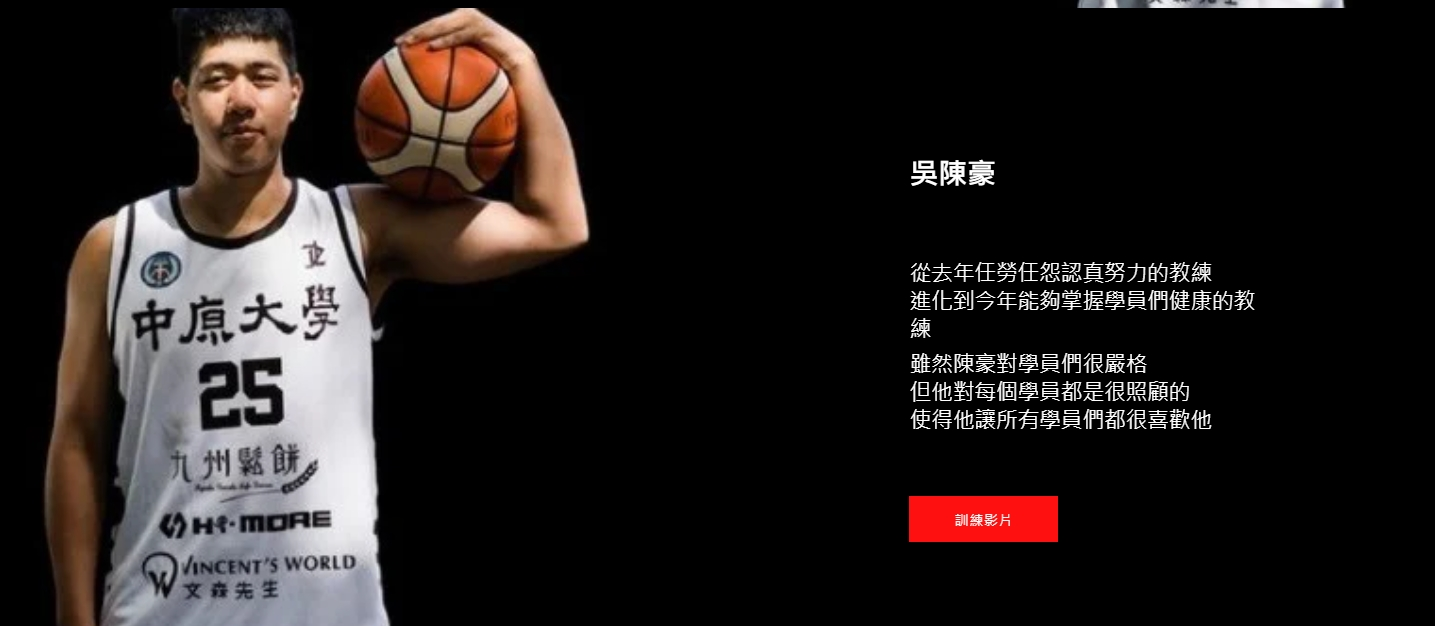 文森先生
吳陳豪
從去年任勞任怨認真努力的教練
進化到今年能夠掌握學員們健康的教
練
雖然陳豪對學員們很嚴格
但他對每個學員都是很照顧的
使得他讓所有學員們都很喜歡他
訓練影片
中原大學
25
九州鬆餅
HI·MORE
VINCENT'S WORLD
文森先生